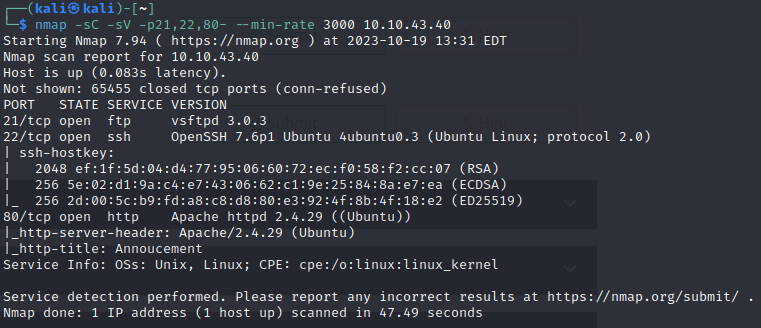 ┌──(kali㉿kali)-[~]
└─$ nmap -sC -sV -p21,22,80- --min-rate 3000 10.10.43.40
Starting Nmap 7.94 ( https://nmap.org ) at 2023-10-19 13:31 EDT
Nmap scan report for 10.10.43.40
Host is up (0.083s latency).
Not shown: 65455 closed tcp ports (conn-refused)
PORT   STATE SERVICE VERSION
21/tcp open  ftp     vsftpd 3.0.3
22/tcp open  ssh     OpenSSH 7.6p1 Ubuntu 4ubuntu0.3 (Ubuntu Linux; protocol 2.0)
| ssh-hostkey:
|   2048 ef:1f:5d:04:d4:77:95:06:60:72:ec:f0:58:f2:cc:07 (RSA)
|   256 5e:02:d1:9a:c4:e7:43:06:62:c1:9e:25:84:8a:e7:ea (ECDSA)
|_  256 2d:00:5c:b9:fd:a8:c8:d8:80:e3:92:4f:8b:4f:18:e2 (ED25519)
80/tcp open  http    Apache httpd 2.4.29 ((Ubuntu))
|_http-server-header: Apache/2.4.29 (Ubuntu)
|_http-title: Annoucement
Service Info: OSs: Unix, Linux; CPE: cpe:/o:linux:linux_kernel
Service detection performed. Please report any incorrect results at https://nmap.org/submit/ .
Nmap done: 1 IP address (1 host up) scanned in 47.49 seconds